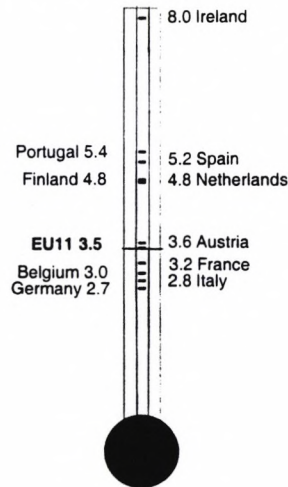 8.0 Ireland
Portugal 5.4
5.2 Spain
Finland 4.8
4.8 Netherlands
EU11 3.5
3.6 Austria
3.2 France
Belgium 3.0
2.8 Italy
Germany 2.7